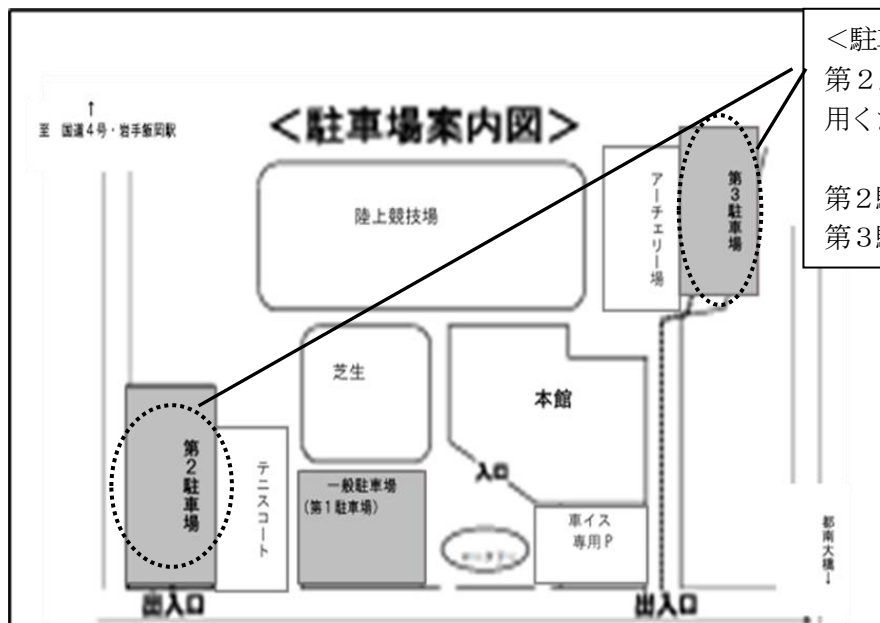 <駐車
第２
用く
第２
第３
↑
至 国道4号・岩手飯岡駅
<駐車場案内図>
陸上競技場
アーチェリー場
第3駐車場
芝生
本館
入口
第2駐車場
テニスコート
一般駐車場
(第1駐車場)
車イス
専用P
都南大橋↓
出入口
出入口